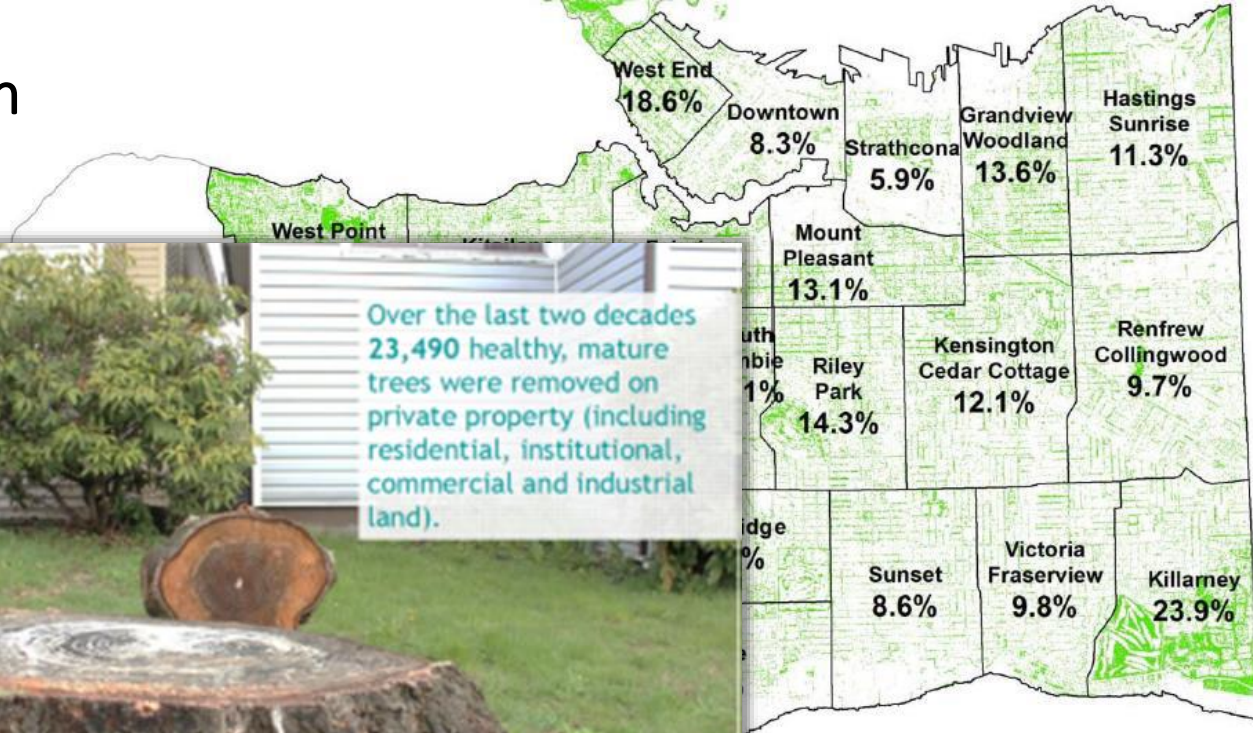 West End
18.6%
Downtown
8.3%
Strathcona
5.9%
Grandview
Woodland
13.6%
Hastings
Sunrise
11.3%
West Point
Mount
Pleasant
13.1%
Riley
Park
14.3%
Kensington
Cedar Cottage
12.1%
Renfrew
Collingwood
9.7%
Over the last two decades
23,490 healthy, mature
trees were removed on
private property (including
residential, institutional,
commercial and industrial
land).
Sunset
8.6%
Victoria
Fraserview
9.8%
Killarney
23.9%